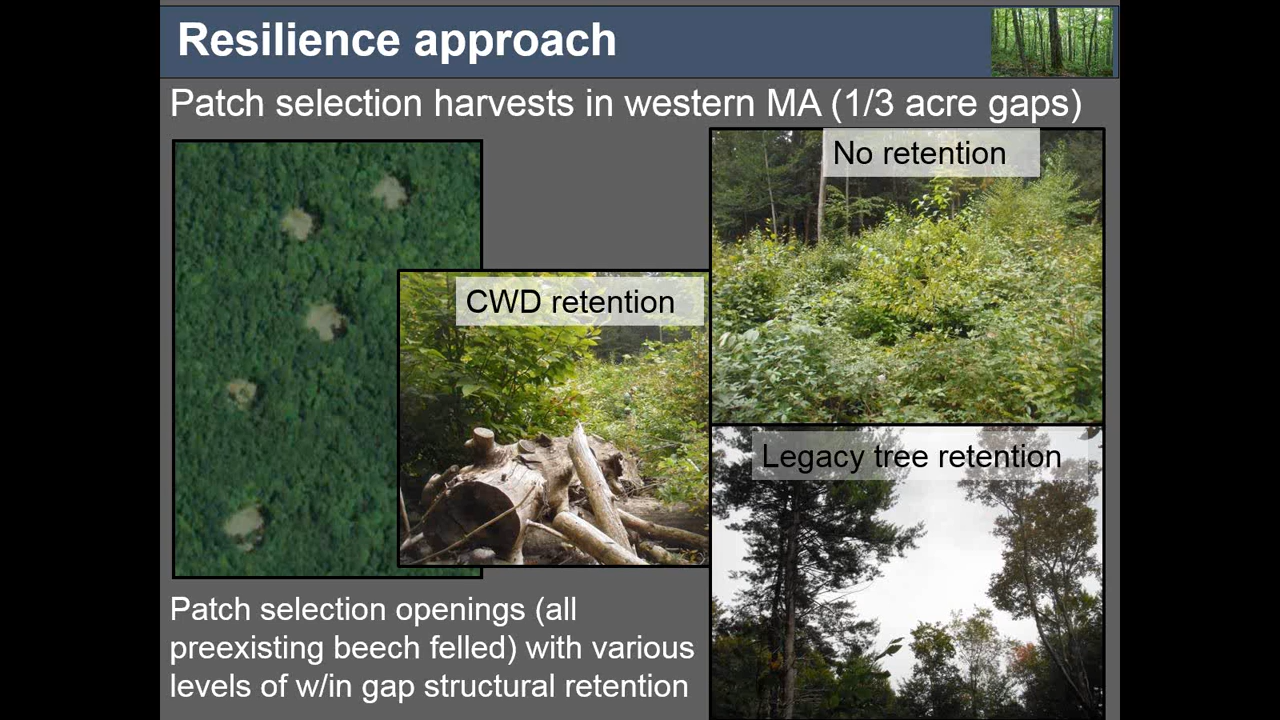 Resilience approach
Patch selection harvests in western MA (1/3 acre gaps)
No retention
CWD retention
Legacy tree retention
Patch selection openings (all
preexisting beech felled) with various
levels of w/in gap structural retention